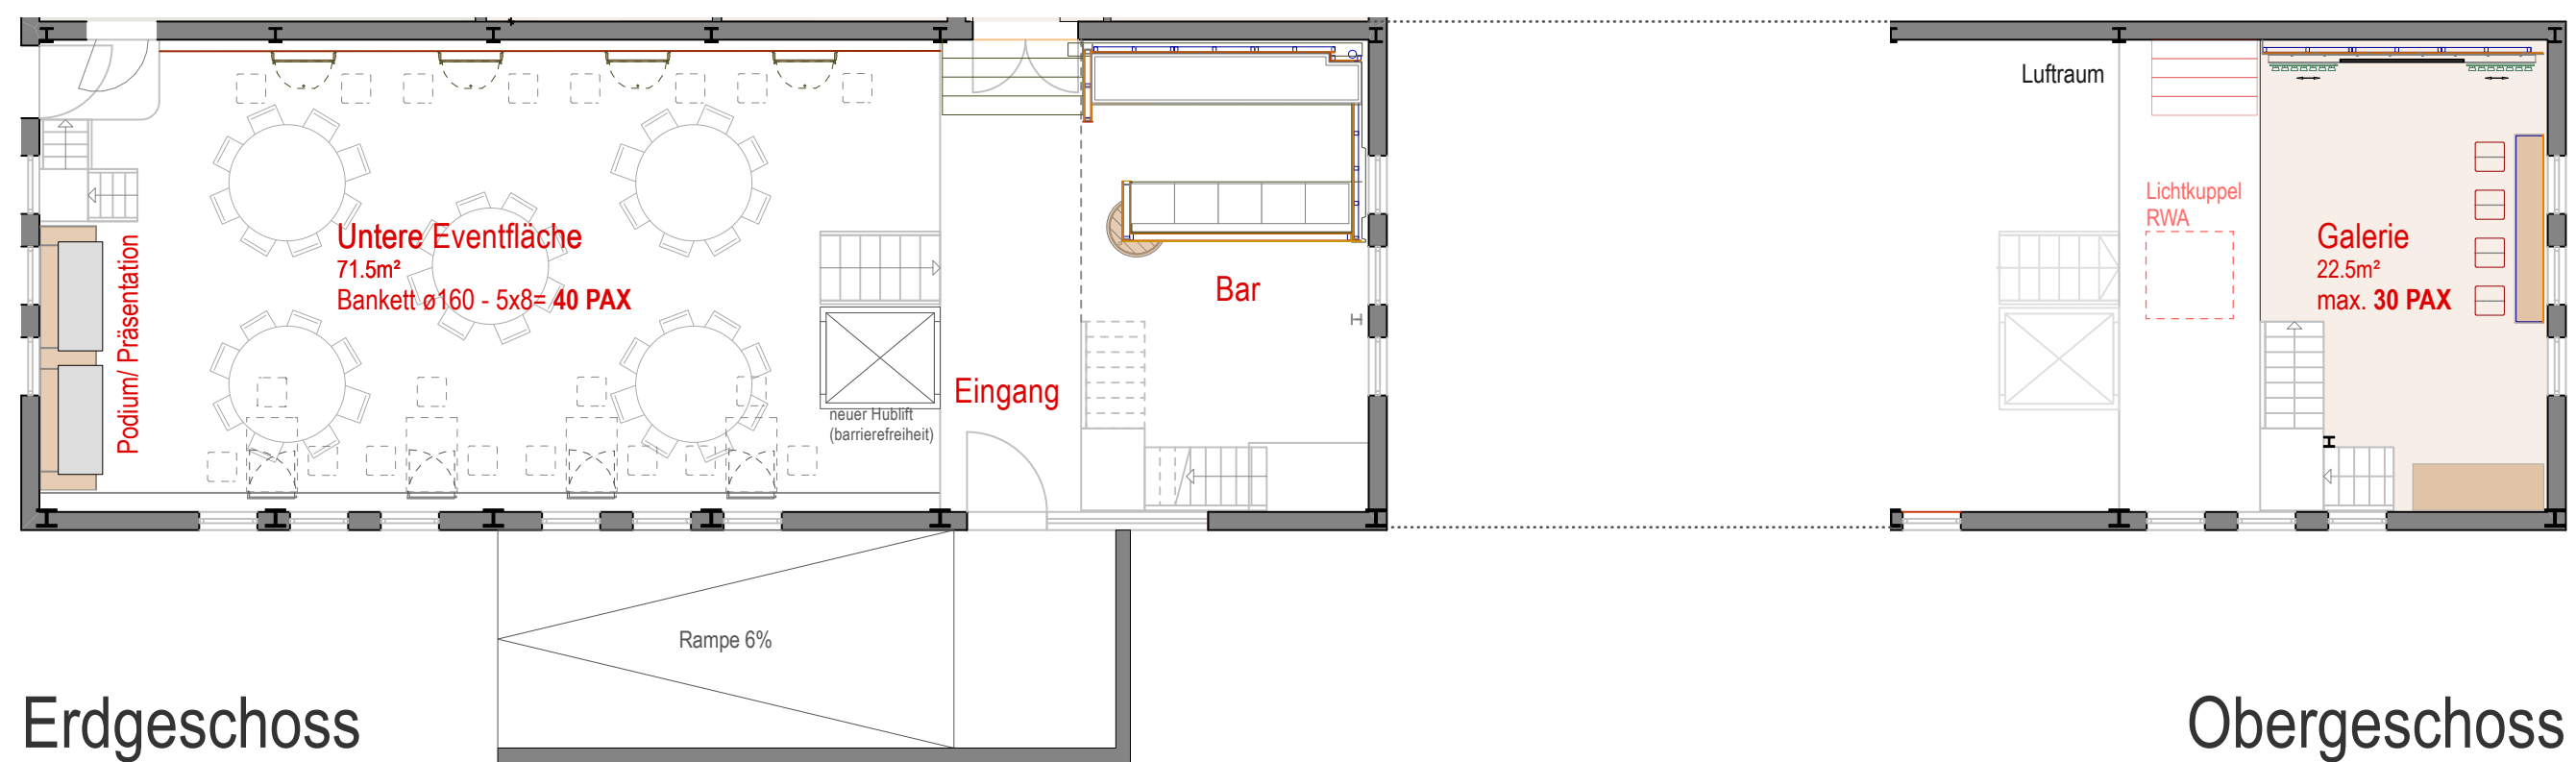 Luftraum
Lichtkuppel
RWA
Untere Eventfläche
71.5m²
Bankett ø160 - 5x8= 40 PAX
Podium/ Präsentation
Bar
Galerie
22.5m²
max. 30 PAX
Eingang
neuer Hublift
(barrierefreiheit)
Rampe 6%
Erdgeschoss
Obergeschoss